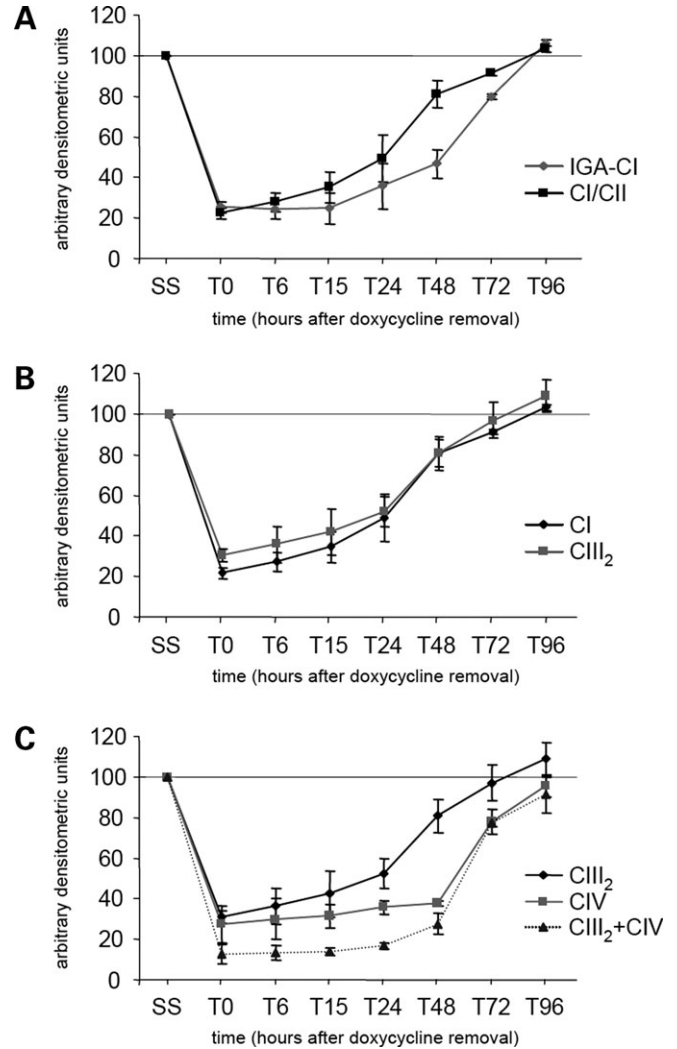 A
arbitrary densitometric units
120
100
80
60
40
20
0
SS T0 T6 T15 T24 T48 T72 T96
time (hours after doxycycline removal)
IGA-CI
CI/CII
B
arbitrary densitometric units
120
100
80
60
40
20
0
SS T0 T6 T15 T24 T48 T72 T96
time (hours after doxycycline removal)
CI
CIII₂
C
arbitrary densitometric units
120
100
80
60
40
20
0
SS T0 T6 T15 T24 T48 T72 T96
time (hours after doxycycline removal)
CIII₂
CIV
CIII₂+CIV